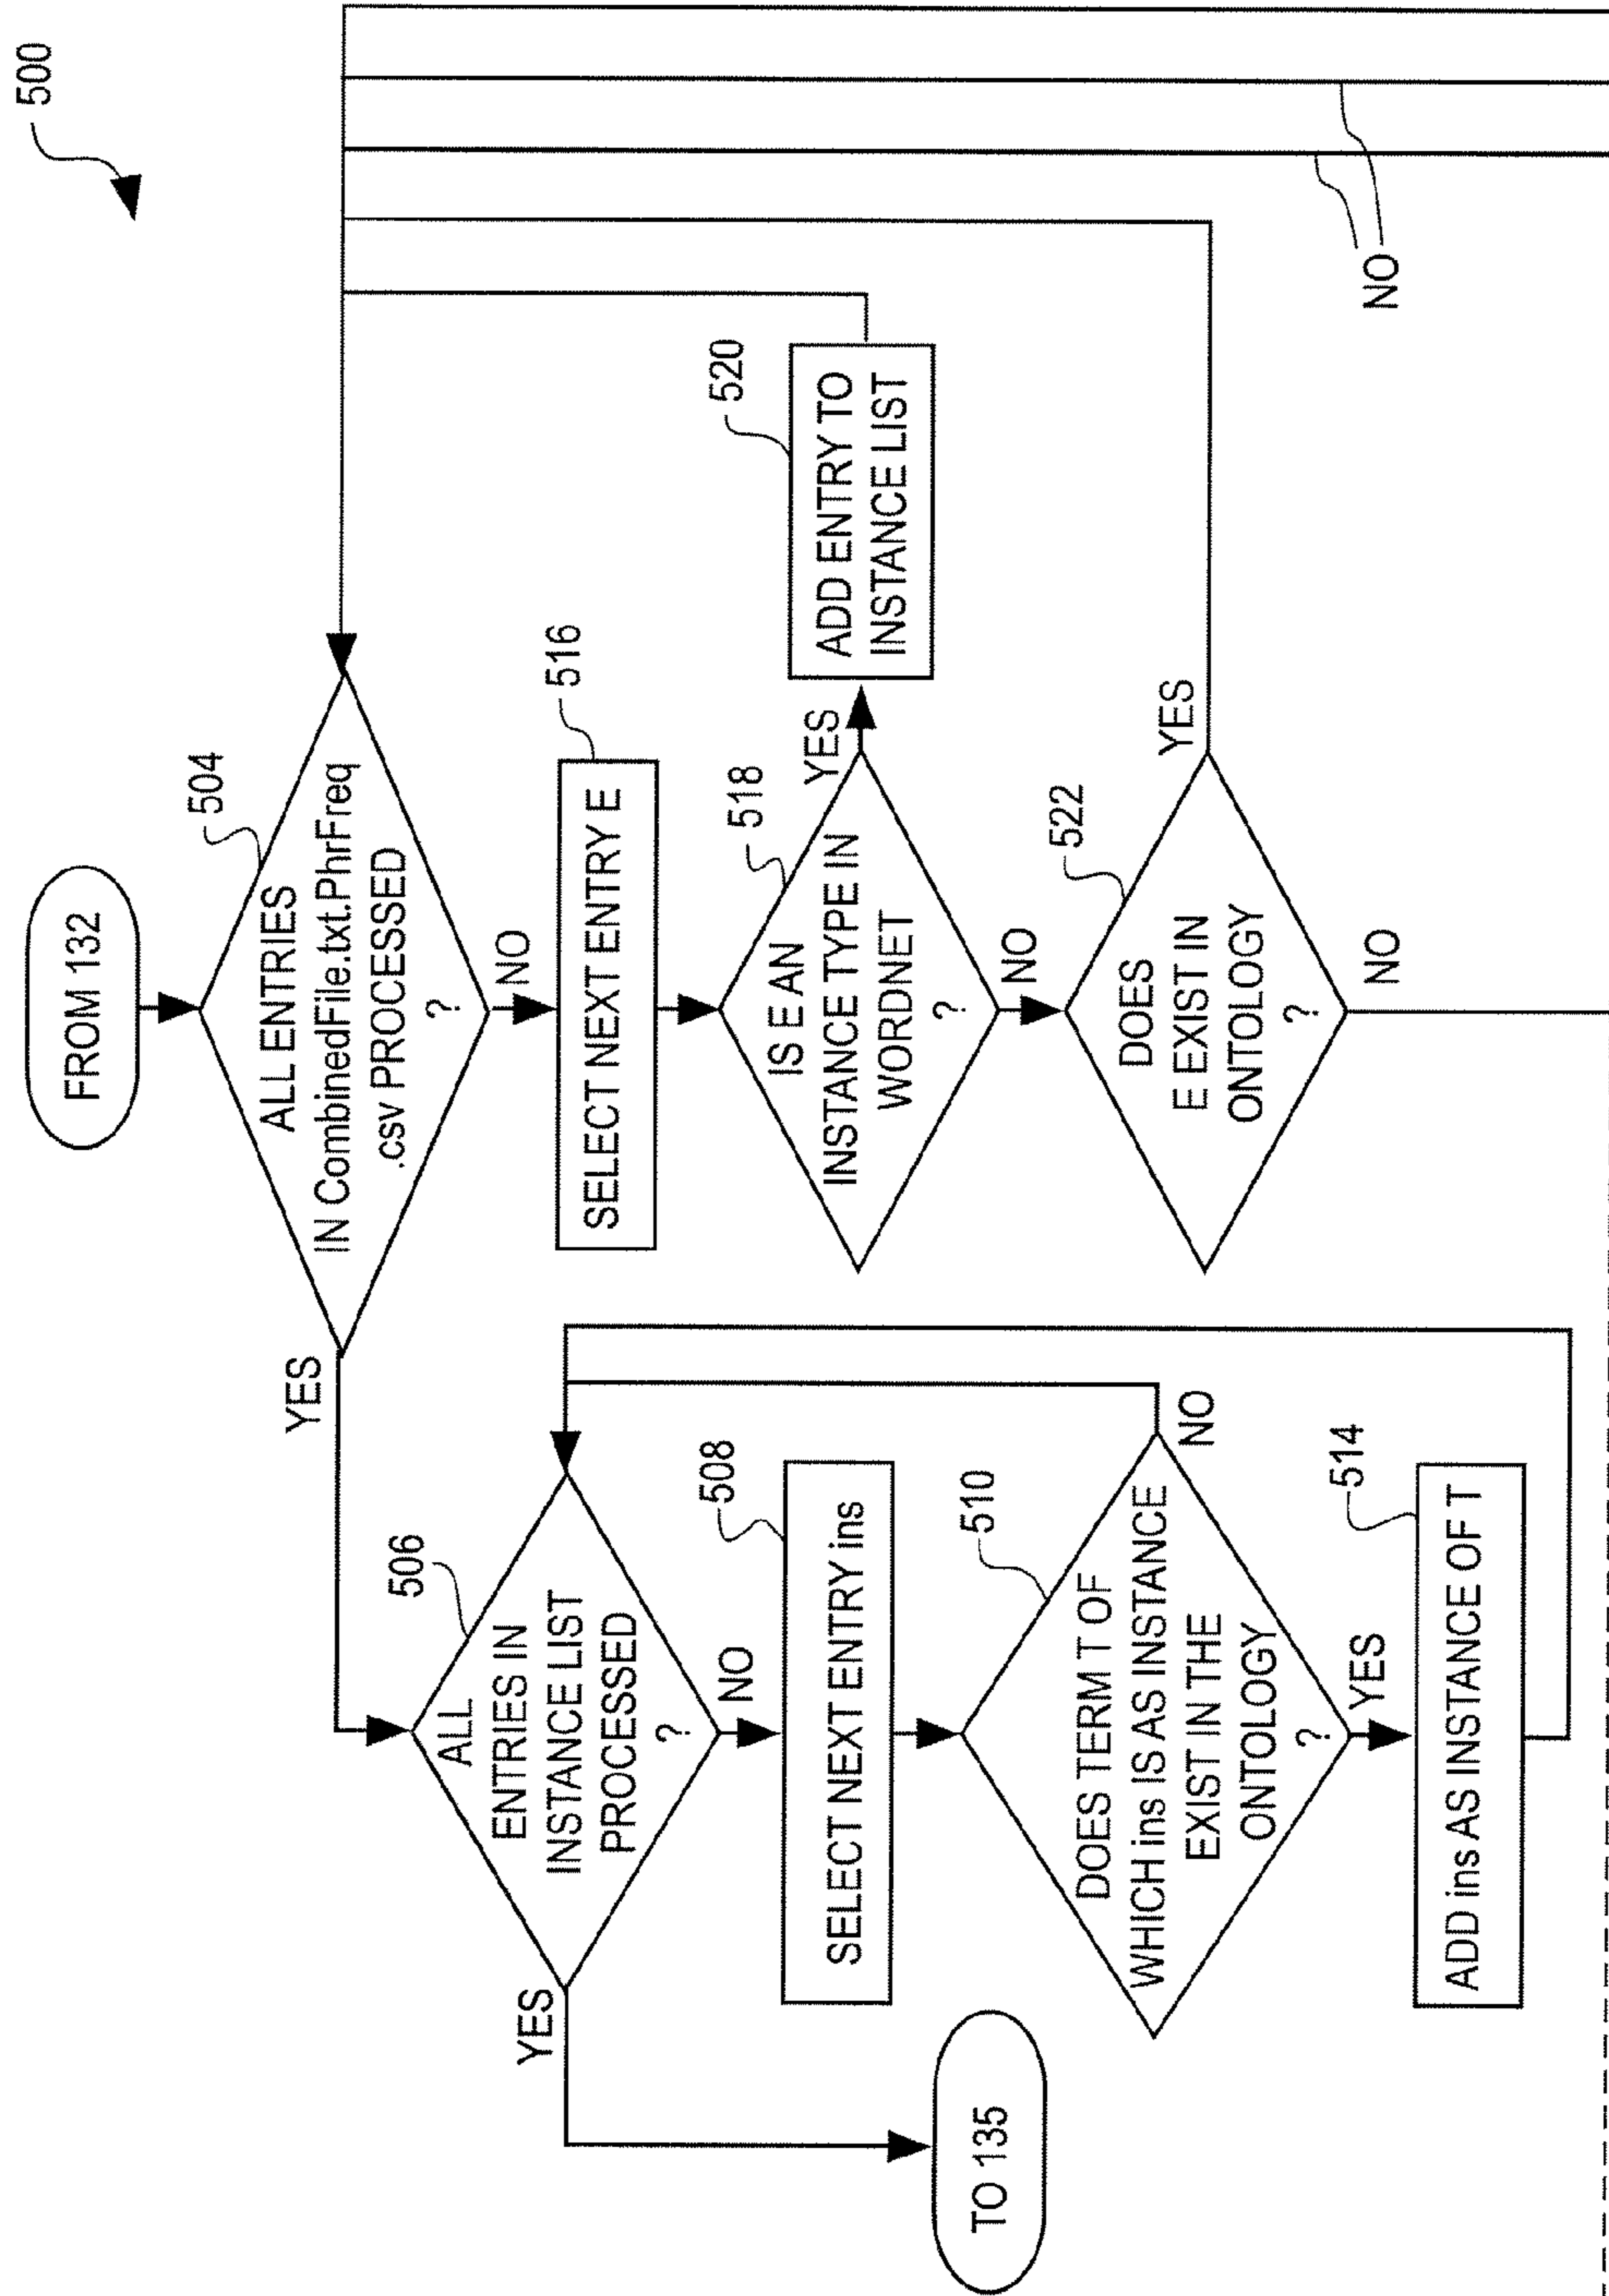 500
FROM 132
504
ALL ENTRIES
IN CombinedFile.txt.PhrFreq
.csv PROCESSED
?
YES
NO
516
SELECT NEXT ENTRY E
518
IS E AN
INSTANCE TYPE IN
WORDNET
?
YES
NO
520
ADD ENTRY TO
INSTANCE LIST
522
DOES
E EXIST IN
ONTOLOGY
?
YES
NO
NO
506
ALL
ENTRIES IN
INSTANCE LIST
PROCESSED
?
YES
NO
508
SELECT NEXT ENTRY ins
510
DOES TERM T OF
WHICH ins IS AS INSTANCE
EXIST IN THE
ONTOLOGY
?
NO
YES
514
ADD ins AS INSTANCE OF T
TO 135